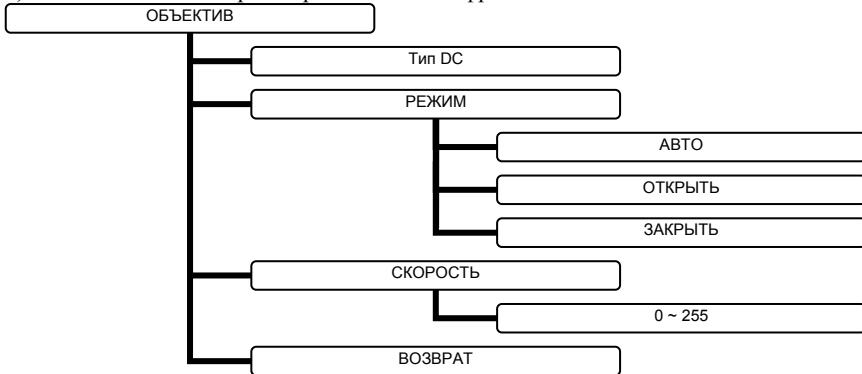 ОБЪЕКТИВ
Тип DC
РЕЖИМ
АВТО
ОТКРЫТЬ
ЗАКРЫТЬ
СКОРОСТЬ
0 ~ 255
ВОЗВРАТ